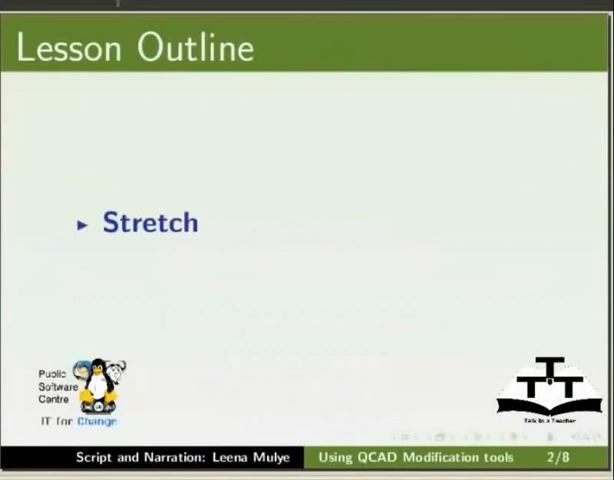 Lesson Outline
Stretch
Public
Software
Centre
IT for Change
TTT
Talk to a Teacher
Script and Narration: Leena Mulye
Using QCAD Modification tools
2/8